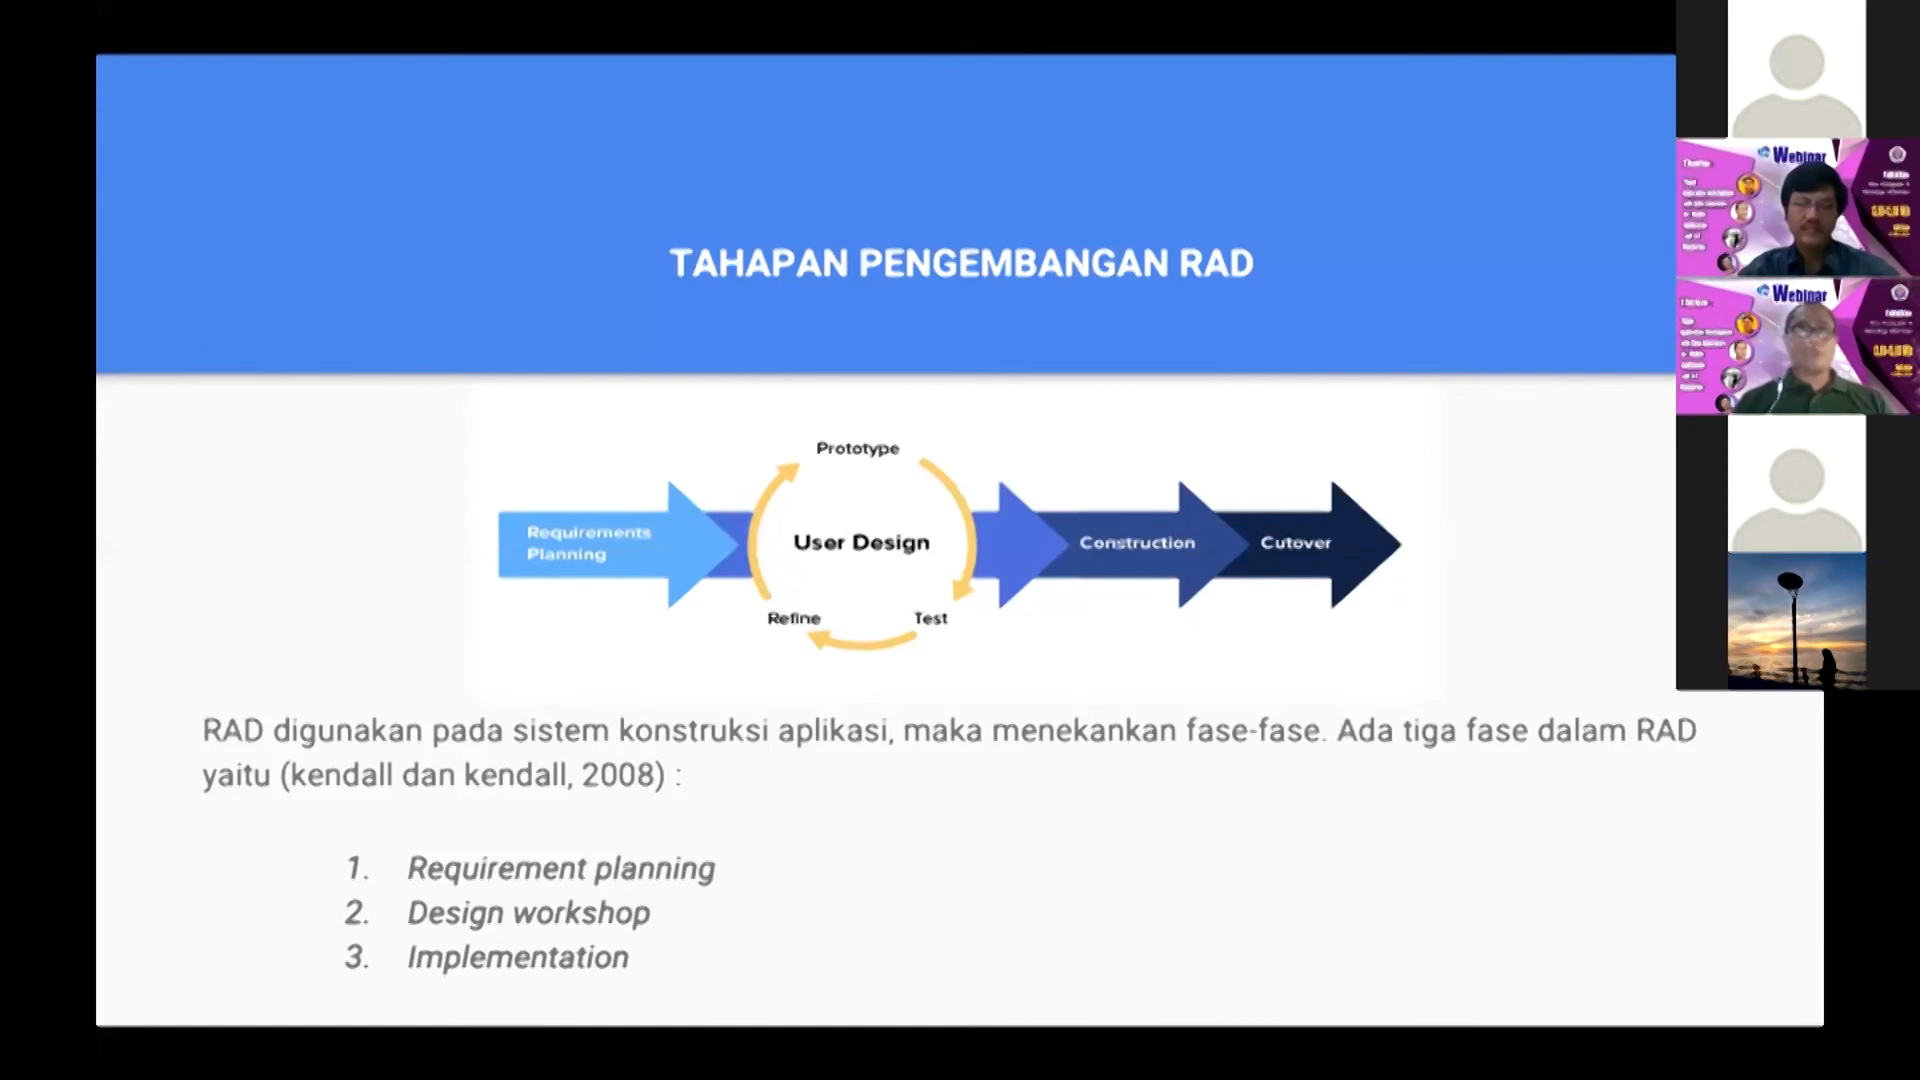 TAHAPAN PENGEMBANGAN RAD
Prototype
Requirements
Planning
User Design
Construction
Cutover
Refine
Test
RAD digunakan pada sistem konstruksi aplikasi, maka menekankan fase-fase. Ada tiga fase dalam RAD
yaitu (kendall dan kendall, 2008) :
1. Requirement planning
2. Design workshop
3. Implementation
Webinar
Webinar